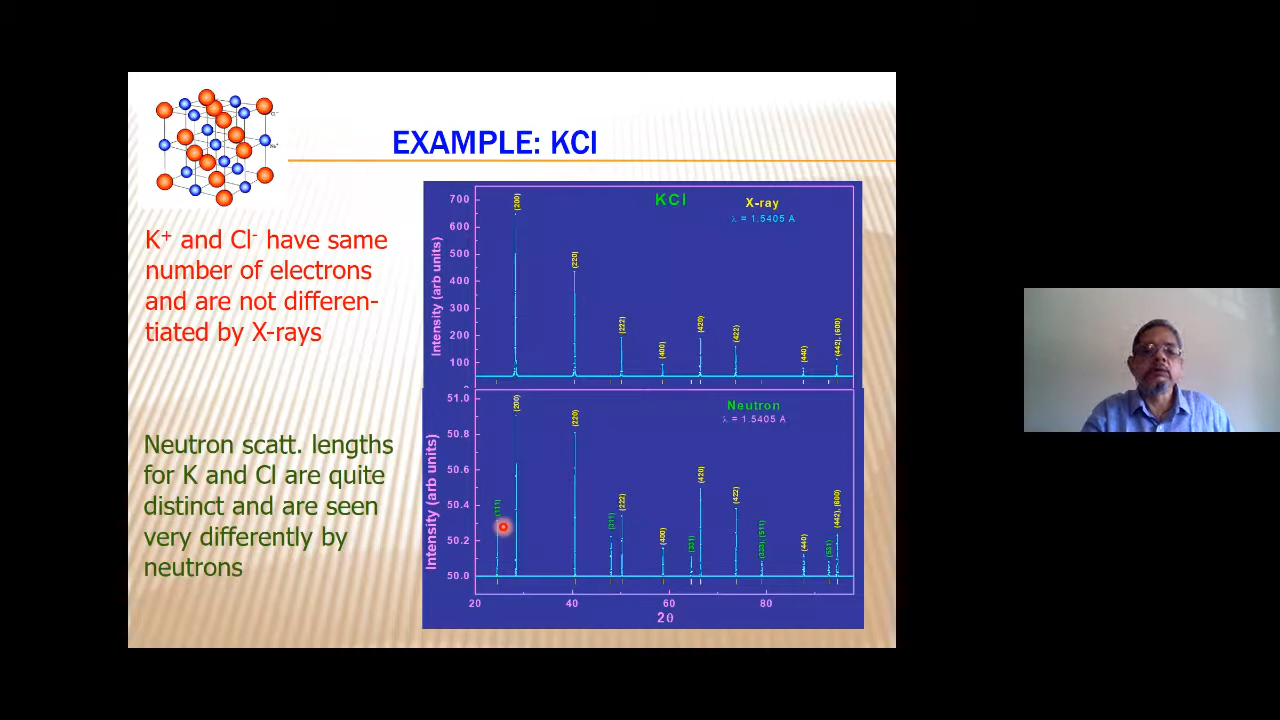 EXAMPLE: KCl
Cl⁻
Na⁺
K⁺ and Cl⁻ have same
number of electrons
and are not differen-
tiated by X-rays
Neutron scatt. lengths
for K and Cl are quite
distinct and are seen
very differently by
neutrons
KCl
X-ray
λ = 1.5405 A
Intensity (arb units)
700
600
500
400
300
200
100
0
(200)
(220)
(222)
(400)
(420)
(422)
(440)
(442), (600)
Neutron
λ = 1.5405 A
Intensity (arb units)
51.0
50.8
50.6
50.4
50.2
50.0
(111)
(200)
(220)
(311)
(222)
(400)
(331)
(420)
(422)
(333), (511)
(440)
(531)
(442), (600)
20
40
60
80
2θ